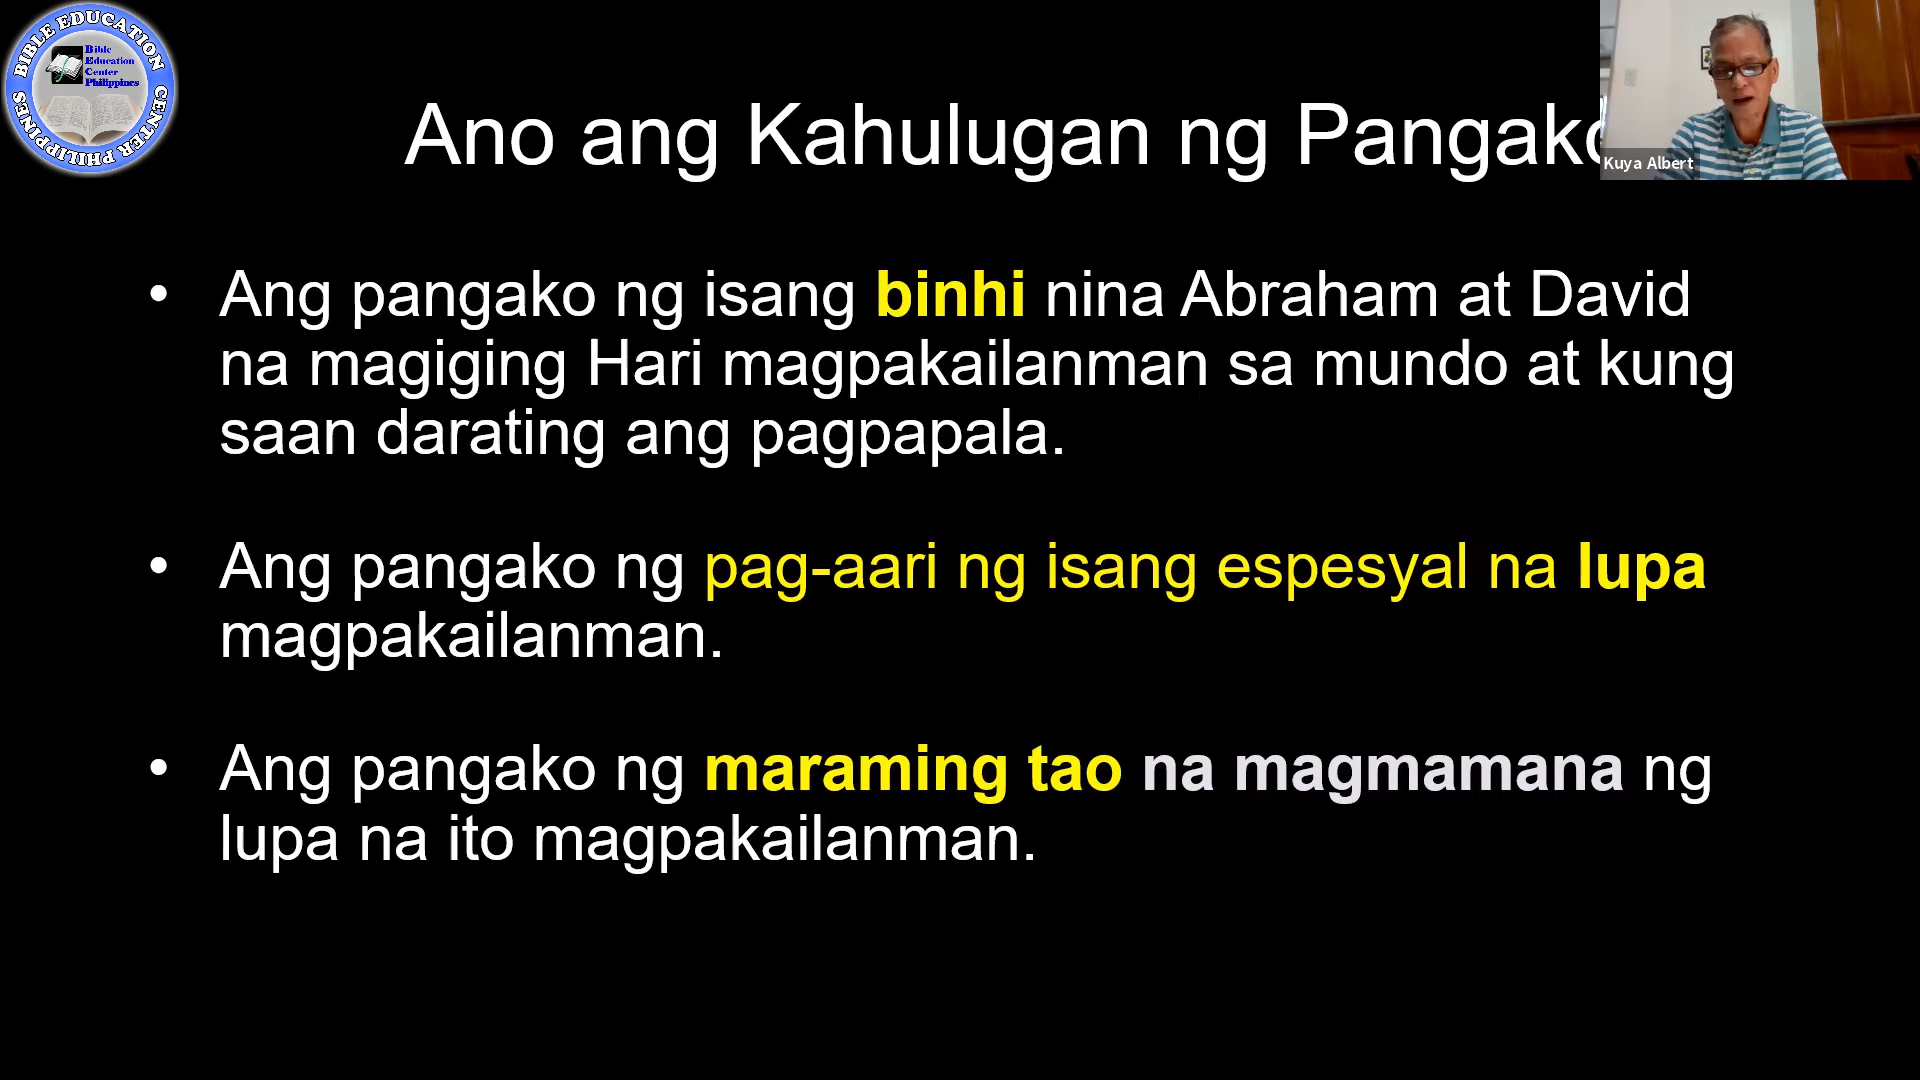 BIBLE EDUCATION CENTER PHILIPPINES
Bible
Education
Center
Philippines
Ano ang Kahulugan ng Pangako
Kuya Albert
• Ang pangako ng isang binhi nina Abraham at David
na magiging Hari magpakailanman sa mundo at kung
saan darating ang pagpapala.
• Ang pangako ng pag-aari ng isang espesyal na lupa
magpakailanman.
• Ang pangako ng maraming tao na magmamana ng
lupa na ito magpakailanman.